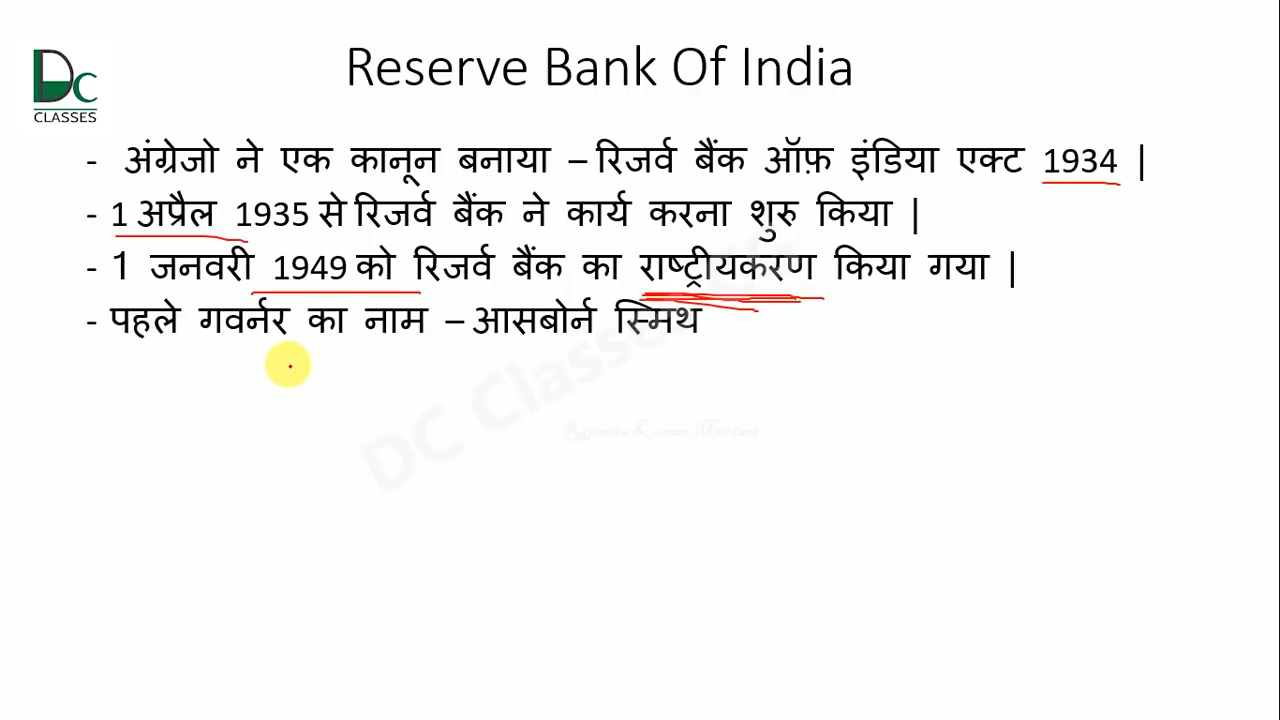 DC
CLASSES
Reserve Bank Of India
- अंग्रेजो ने एक कानून बनाया – रिजर्व बैंक ऑफ़ इंडिया एक्ट 1934 |
- 1 अप्रैल 1935 से रिजर्व बैंक ने कार्य करना शुरु किया |
- 1 जनवरी 1949 को रिजर्व बैंक का राष्ट्रीयकरण किया गया |
- पहले गवर्नर का नाम – आसबोर्न स्मिथ
DC Classes